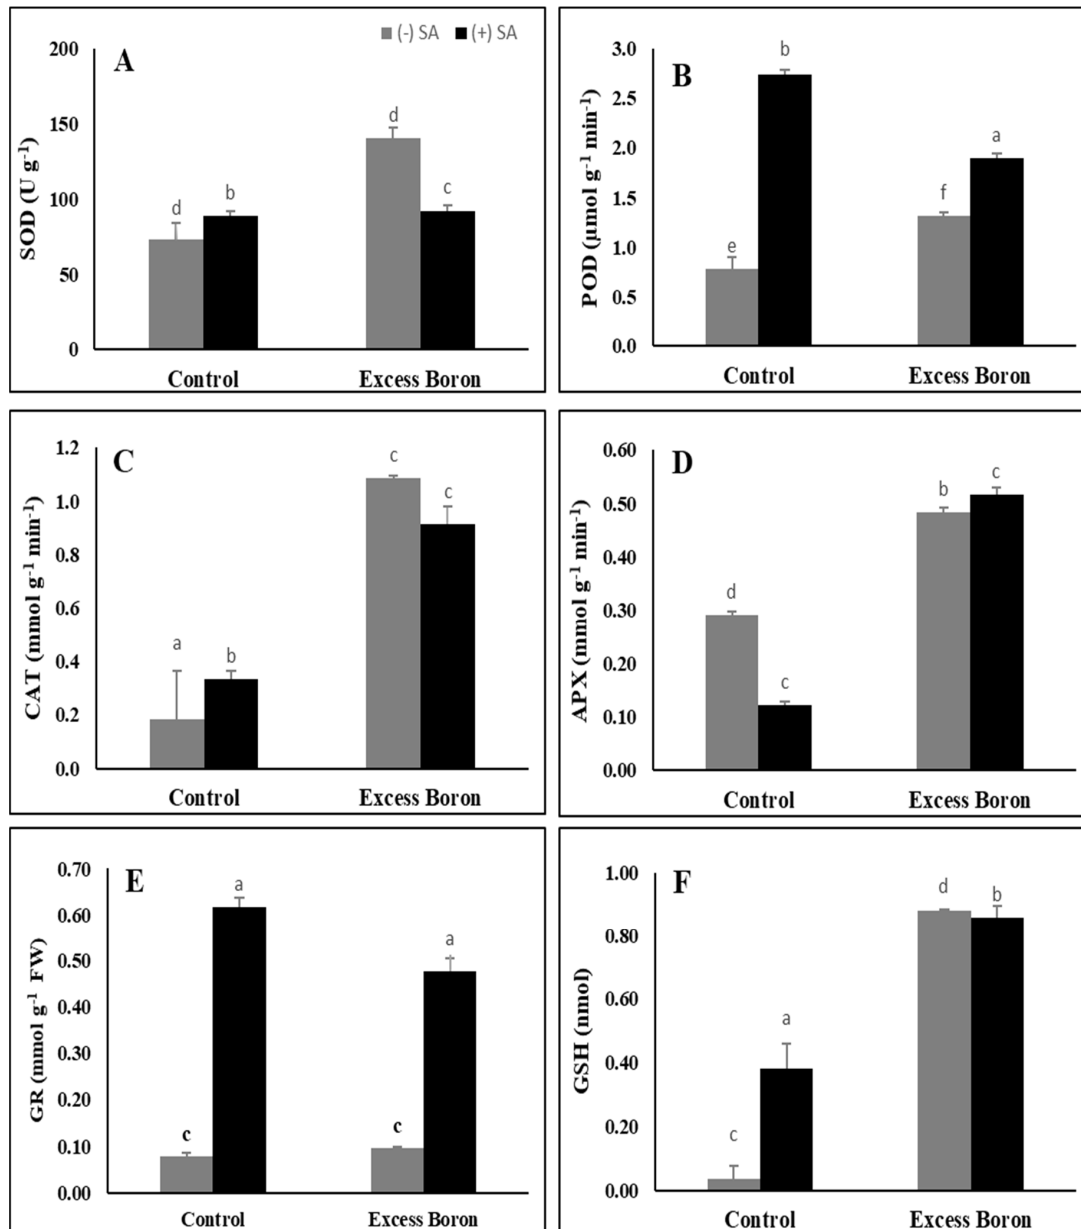 (-) SA (+) SA
A
SOD (U g⁻¹)
200
150
100
50
0
d
b
d
c
Control Excess Boron
B
POD (µmol g⁻¹ min⁻¹)
3.0
2.5
2.0
1.5
1.0
0.5
0.0
e
b
f
a
Control Excess Boron
C
CAT (mmol g⁻¹ min⁻¹)
1.2
1.0
0.8
0.6
0.4
0.2
0.0
a
b
c
c
Control Excess Boron
D
APX (mmol g⁻¹ min⁻¹)
0.60
0.50
0.40
0.30
0.20
0.10
0.00
d
c
b
c
Control Excess Boron
E
GR (mmol g⁻¹ FW)
0.70
0.60
0.50
0.40
0.30
0.20
0.10
0.00
c
a
c
a
Control Excess Boron
F
GSH (nmol)
1.00
0.80
0.60
0.40
0.20
0.00
c
a
d
b
Control Excess Boron